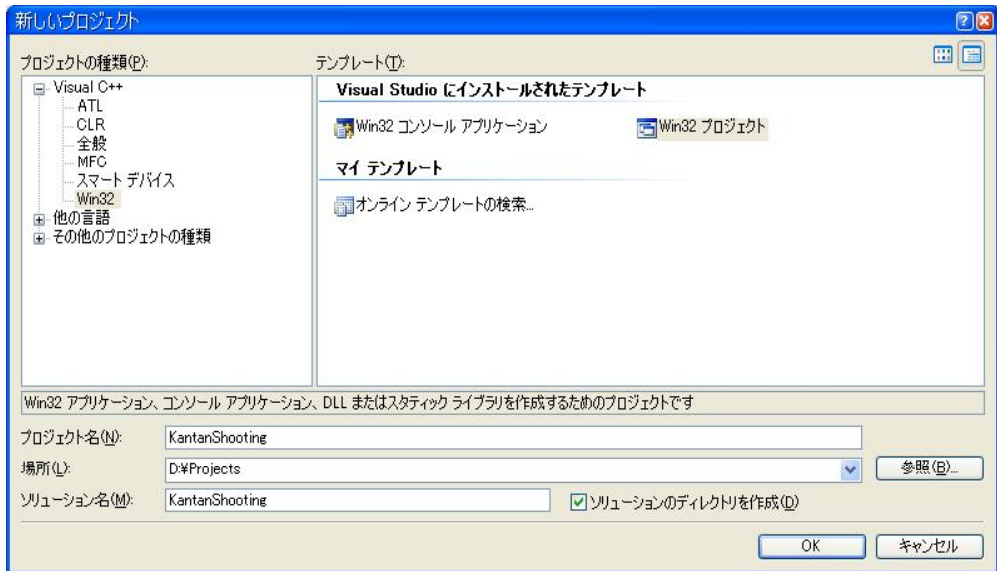 新しいプロジェクト
プロジェクトの種類(P):
テンプレート(T):
Visual C++
ATL
CLR
全般
MFC
スマート デバイス
Win32
他の言語
その他のプロジェクトの種類
Visual Studio にインストールされたテンプレート
Win32 コンソール アプリケーション
Win32 プロジェクト
マイ テンプレート
オンライン テンプレートの検索...
Win32 アプリケーション、コンソール アプリケーション、DLL またはスタティック ライブラリを作成するためのプロジェクトです
プロジェクト名(N):
KantanShooting
場所(L):
D:¥Projects
参照(B)...
ソリューション名(M):
KantanShooting
ソリューションのディレクトリを作成(D)
OK
キャンセル